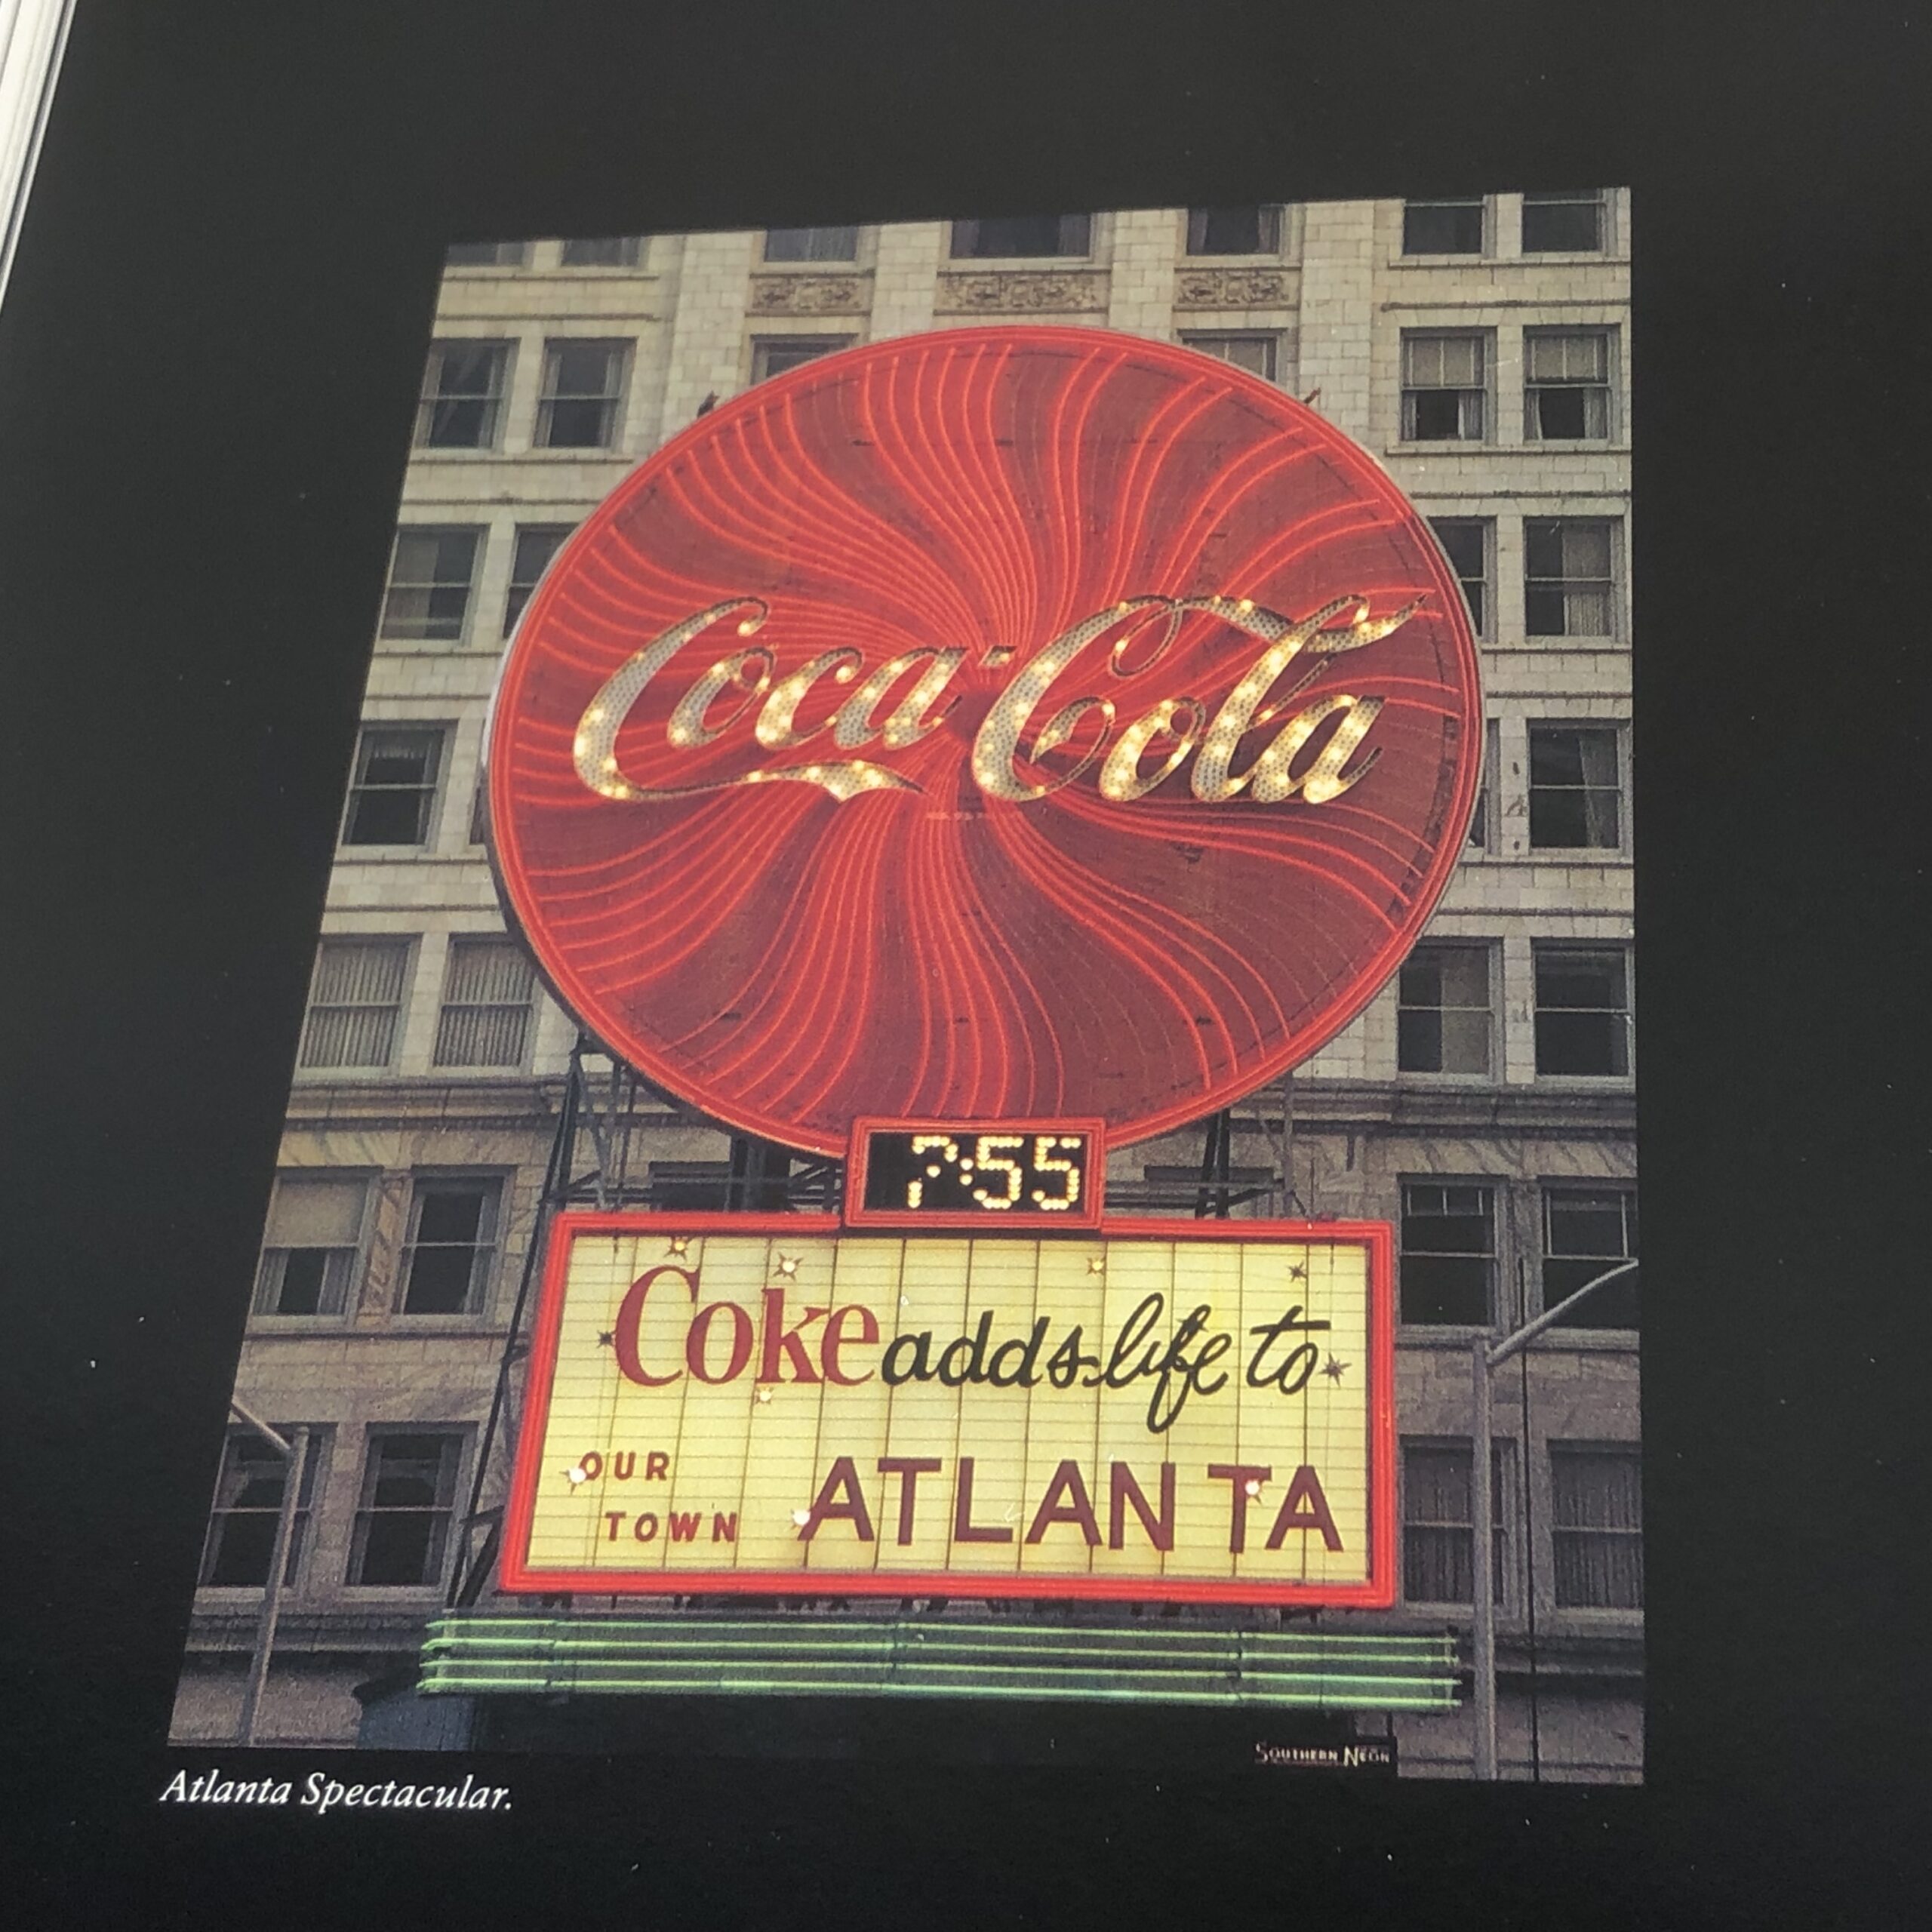 Coca-Cola
7:55
Coke adds life to
OUR
TOWN ATLANTA
SOUTHERN NEON
Atlanta Spectacular.